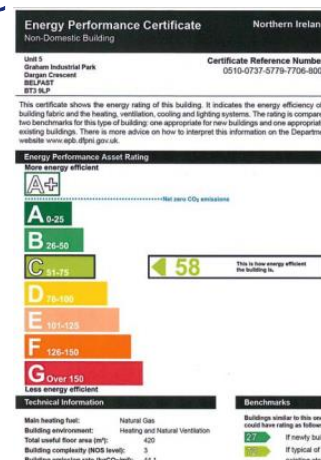 Energy Performance Certificate
Northern Irelan
Non-Domestic Building
Unit 5
Graham Industrial Park
Dargan Crescent
BELFAST
BT3 9LP
Certificate Reference Numbe
0510-0737-5779-7706-800
This certificate shows the energy rating of this building. It indicates the energy efficiency of
building fabric and the heating, ventilation, cooling and lighting systems. The rating is compare
two benchmarks for this type of building: one appropriate for new buildings and one appropriat
existing buildings. There is more advice on how to interpret this information on the Departme
website www.epb.dfpni.gov.uk.
Energy Performance Asset Rating
More energy efficient
A+
Net zero CO₂ emissions
A 0-25
B 26-50
C 51-75
58
This is how energy efficient
the building is.
D 76-100
E 101-125
F 126-150
G Over 150
Less energy efficient
Technical Information
Benchmarks
Main heating fuel: Natural Gas
Building environment: Heating and Natural Ventilation
Total useful floor area (m²): 420
Building complexity (NOS level): 3
Buildings similar to this one
could have rating as follows
27 If newly bui
If typical of